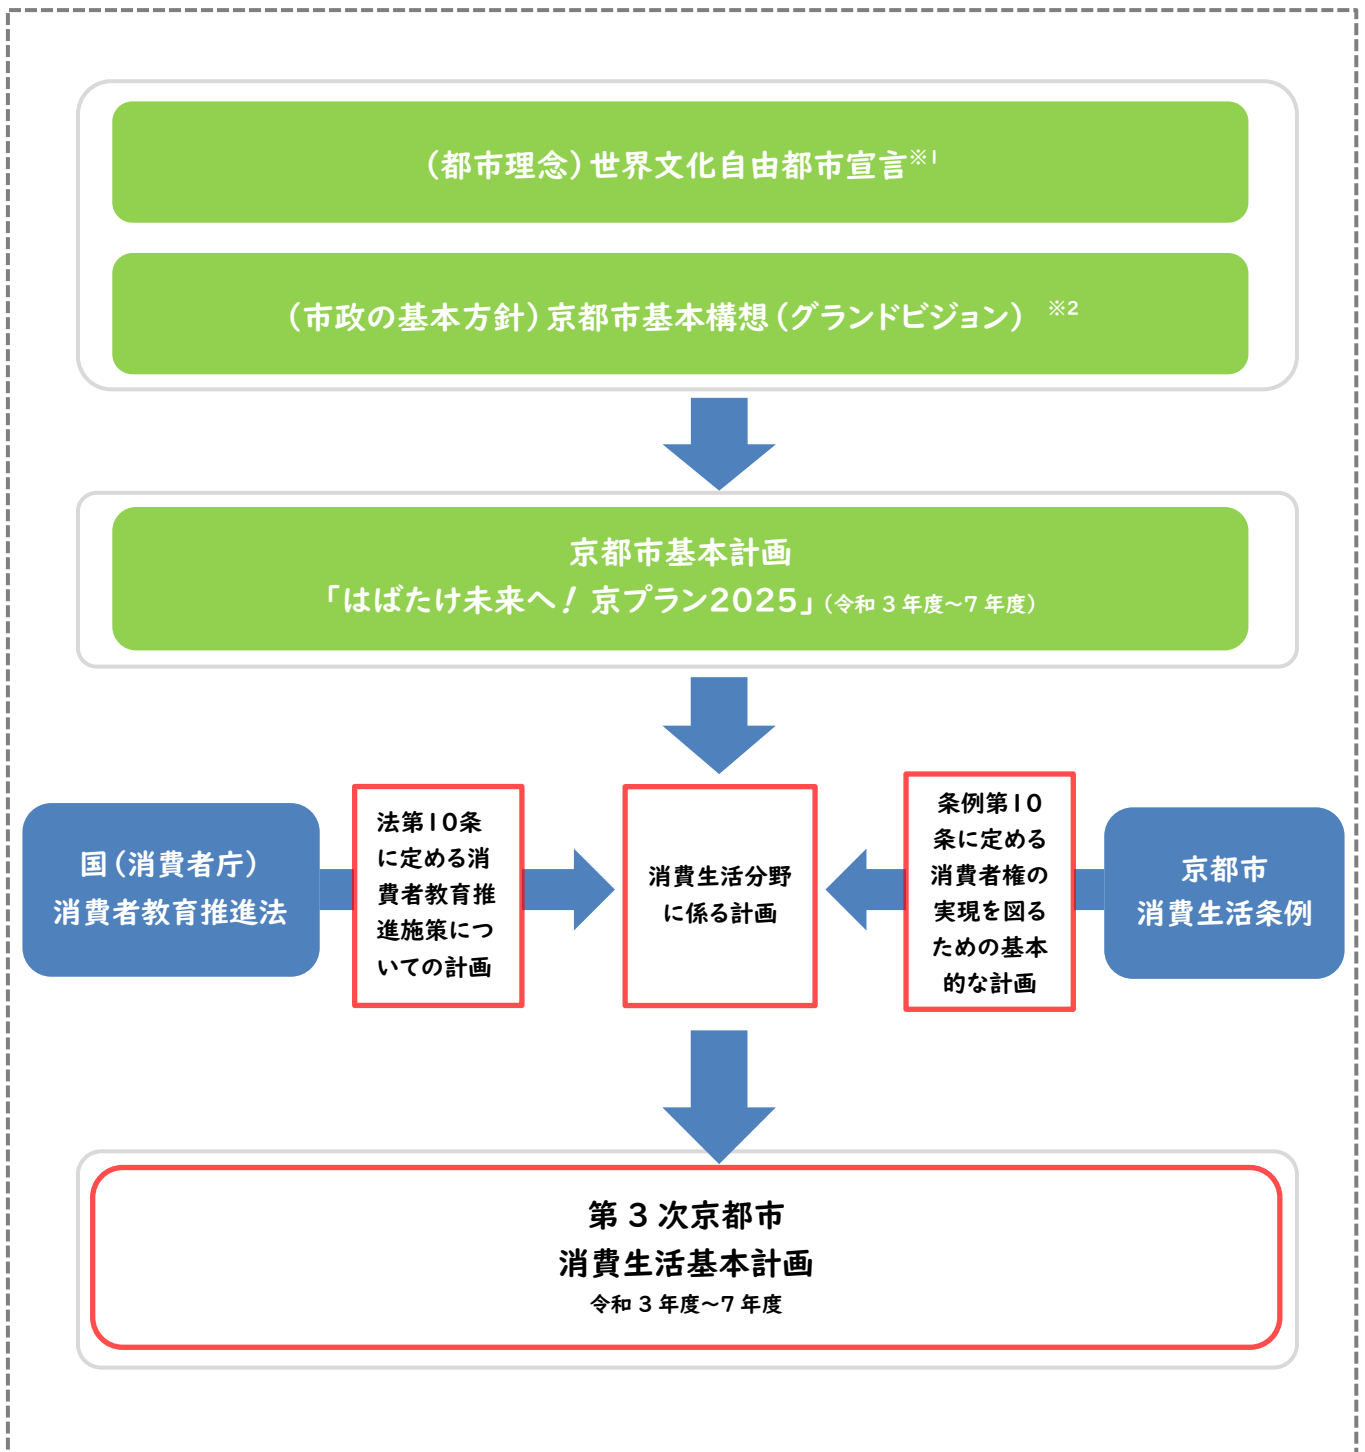 （都市理念）世界文化自由都市宣言※1
（市政の基本方針）京都市基本構想（グランドビジョン） ※2
京都市基本計画
「はばたけ未来へ！京プラン2025」（令和3年度～7年度）
国（消費者庁）
消費者教育推進法
法第10条
に定める消
費者教育推
進施策につ
いての計画
消費生活分野
に係る計画
条例第10
条に定める
消費者権の
実現を図る
ための基本
的な計画
京都市
消費生活条例
第3次京都市
消費生活基本計画
令和3年度～7年度